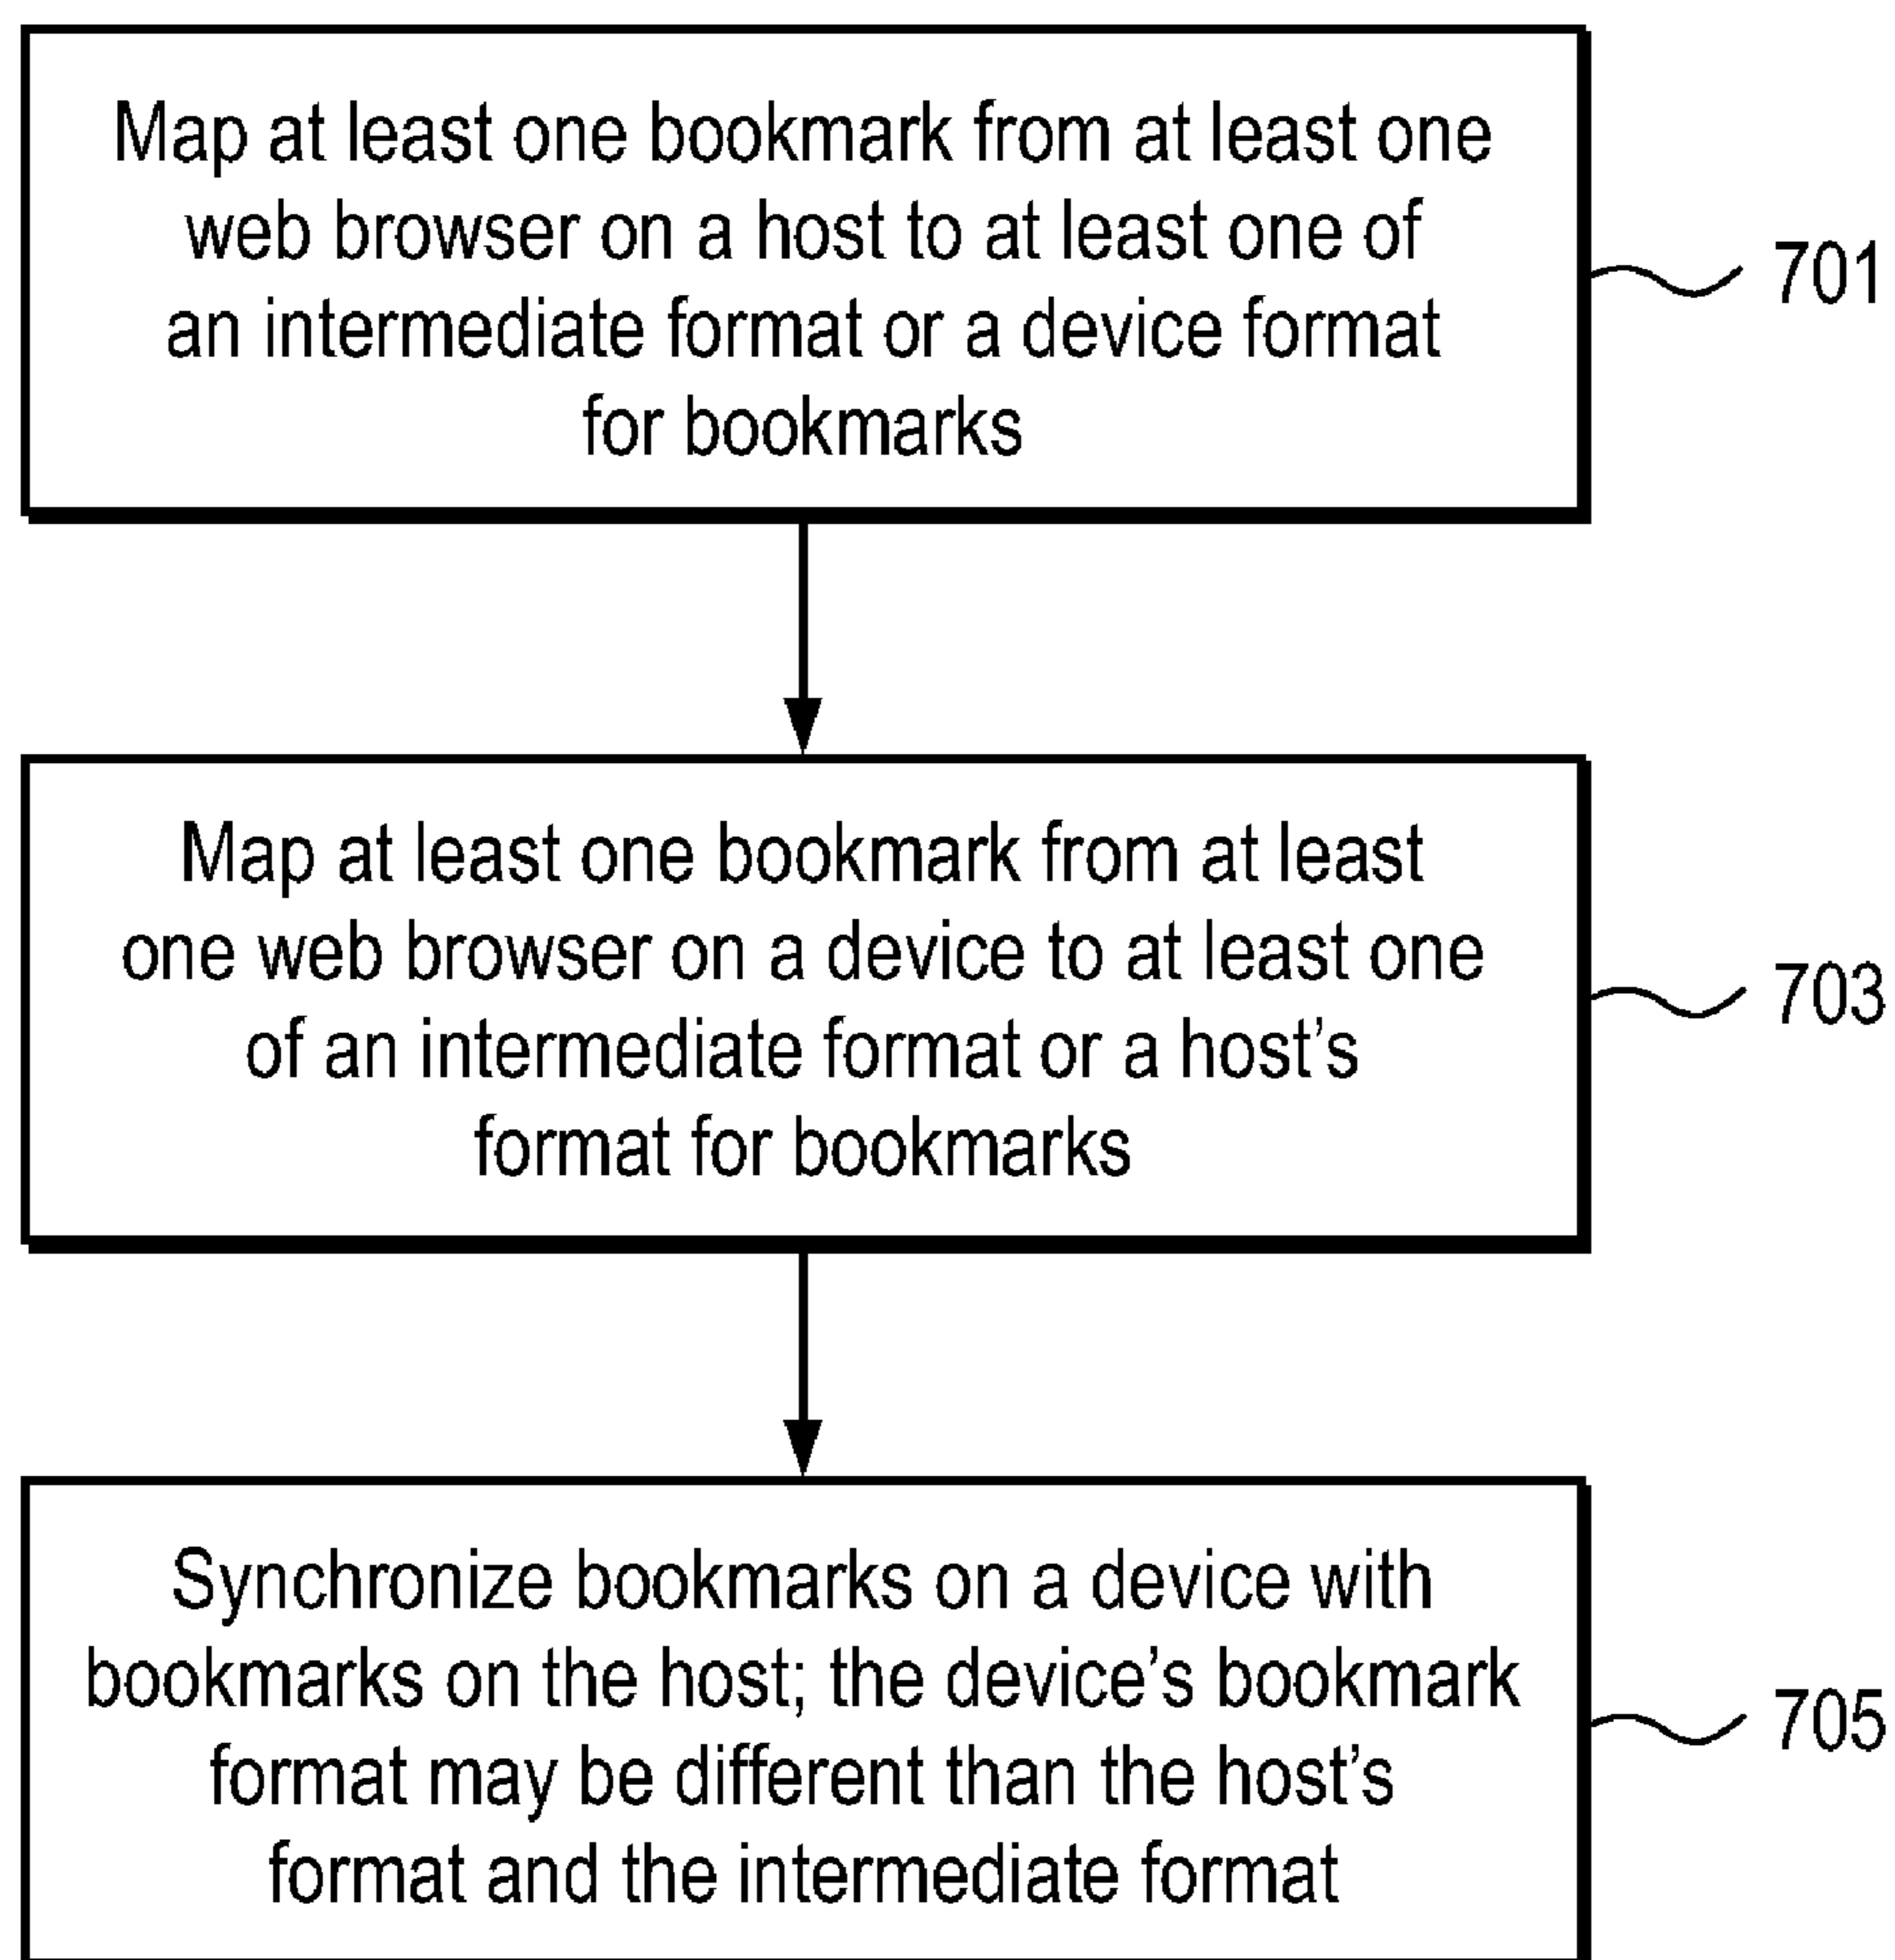 Map at least one bookmark from at least one
web browser on a host to at least one of
an intermediate format or a device format
for bookmarks
701
Map at least one bookmark from at least
one web browser on a device to at least one
of an intermediate format or a host’s
format for bookmarks
703
Synchronize bookmarks on a device with
bookmarks on the host; the device’s bookmark
format may be different than the host’s
format and the intermediate format
705